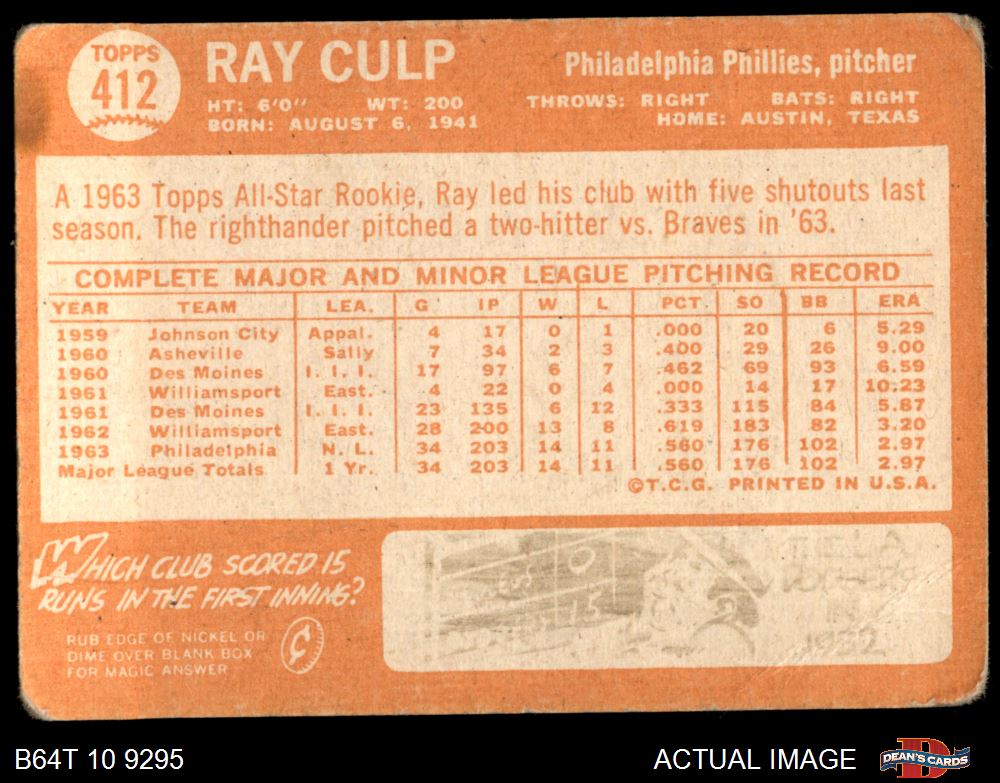 TOPPS
412
RAY CULP
Philadelphia Phillies, pitcher
HT: 6'0" WT: 200 THROWS: RIGHT BATS: RIGHT
BORN: AUGUST 6, 1941 HOME: AUSTIN, TEXAS
A 1963 Topps All-Star Rookie, Ray led his club with five shutouts last
season. The righthander pitched a two-hitter vs. Braves in '63.
COMPLETE MAJOR AND MINOR LEAGUE PITCHING RECORD
YEAR TEAM LEA. G IP W L PCT. SO BB ERA
1959 Johnson City Appal. 4 17 0 1 .000 20 6 5.29
1960 Asheville Sally 7 34 2 3 .400 29 26 9.00
1960 Des Moines I. I. I. 17 97 6 7 .462 69 93 6.59
1961 Williamsport East. 4 22 0 4 .000 14 17 10.23
1961 Des Moines I. I. I. 23 135 6 12 .333 115 84 5.87
1962 Williamsport East. 28 200 13 8 .619 183 82 3.20
1963 Philadelphia N. L. 34 203 14 11 .560 176 102 2.97
Major League Totals 1 Yr. 34 203 14 11 .560 176 102 2.97
©T.C.G. PRINTED IN U.S.A.
WHICH CLUB SCORED 15
RUNS IN THE FIRST INNING?
RUB EDGE OF NICKEL OR
DIME OVER BLANK BOX
FOR MAGIC ANSWER
¢
15 0
IN
1952
B64T 10 9295
ACTUAL IMAGE
D
DEAN'S CARDS